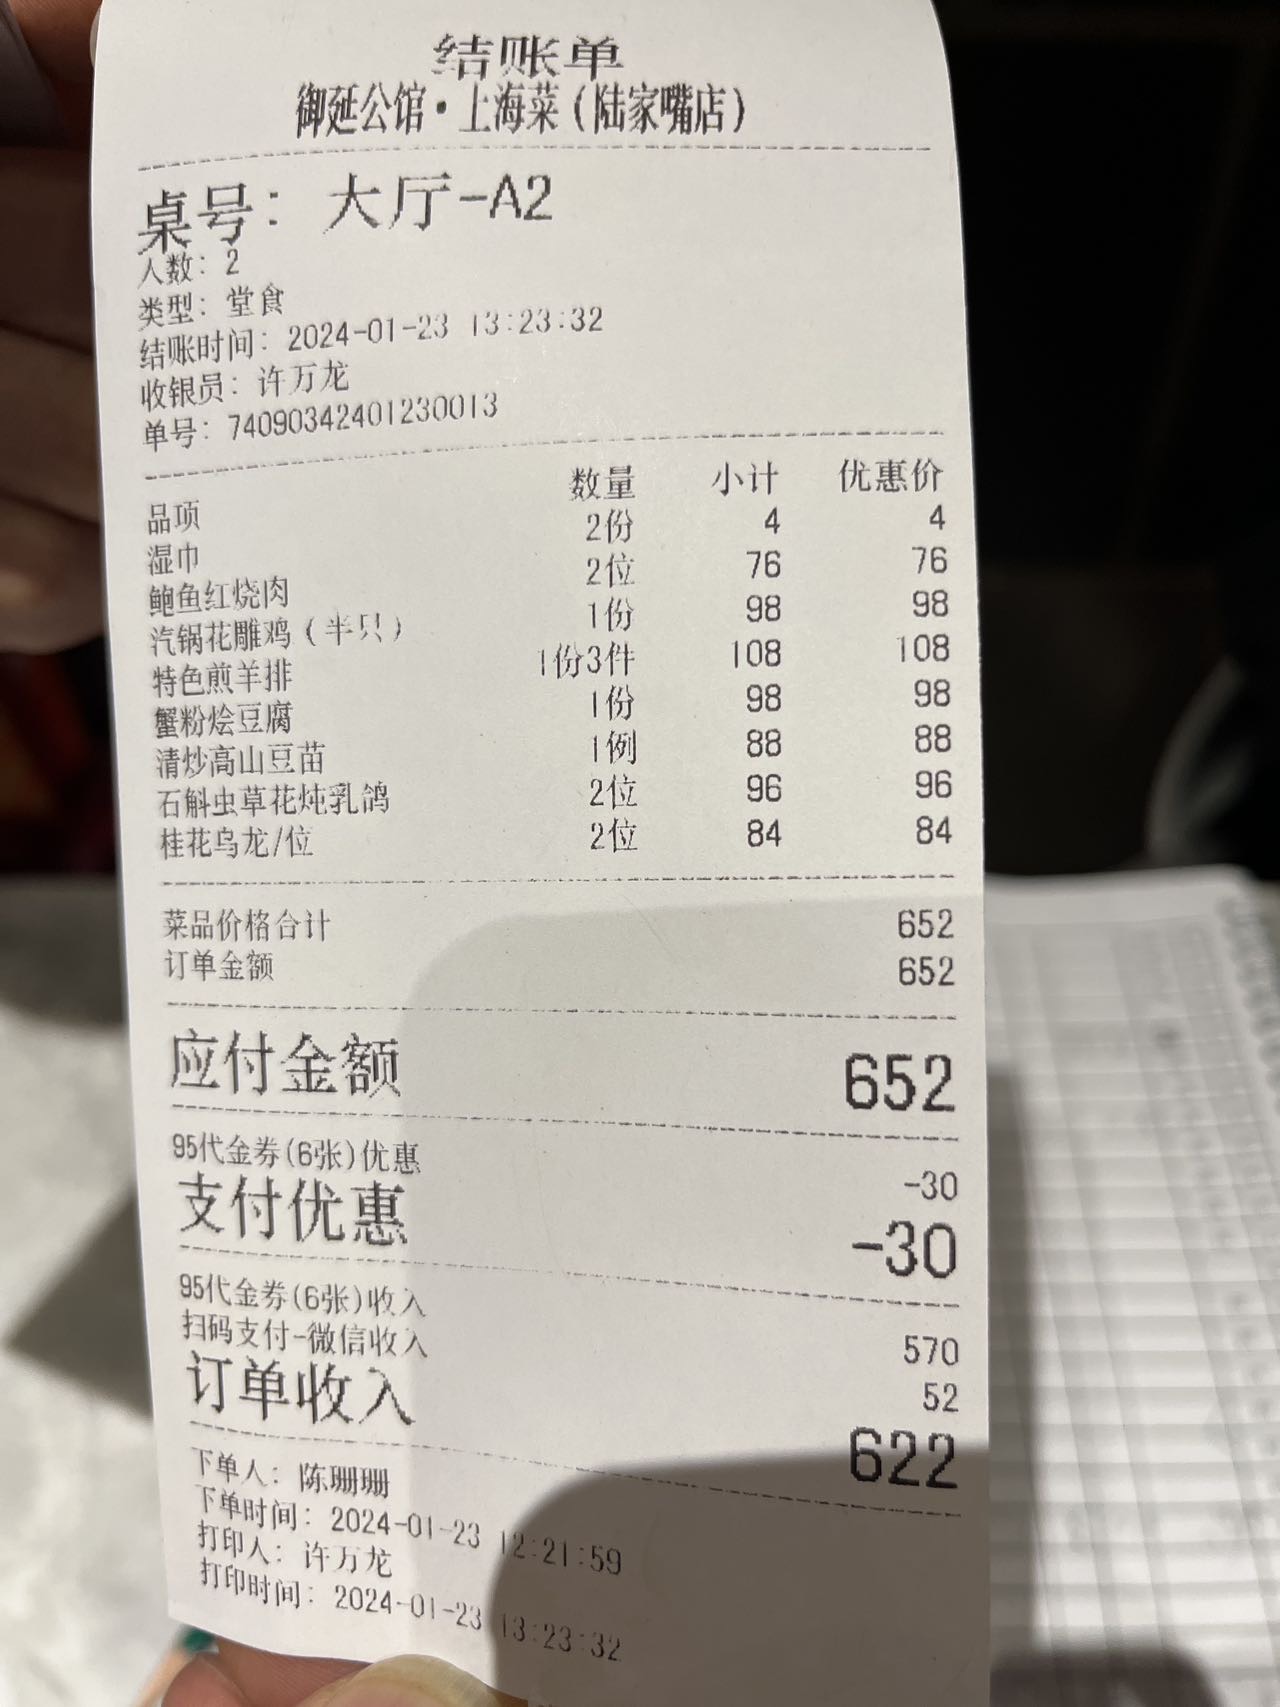 结账单
御延公馆·上海菜(陆家嘴店)
桌号: 大厅-A2
人数: 2
类型: 堂食
结账时间: 2024-01-23 13:23:32
收银员: 许万龙
单号: 74090342401230013
品项 数量 小计 优惠价
湿巾 2份 4 4
鲍鱼红烧肉 2位 76 76
汽锅花雕鸡(半只) 1份 98 98
特色煎羊排 1份3件 108 108
蟹粉烩豆腐 1份 98 98
清炒高山豆苗 1例 88 88
石斛虫草花炖乳鸽 2位 96 96
桂花乌龙/位 2位 84 84
菜品价格合计 652
订单金额 652
应付金额 652
95代金券(6张)优惠 -30
支付优惠 -30
95代金券(6张)收入 570
扫码支付-微信收入 52
订单收入 622
下单人: 陈珊珊
下单时间: 2024-01-23 12:21:59
打印人: 许万龙
打印时间: 2024-01-23 13:23:32